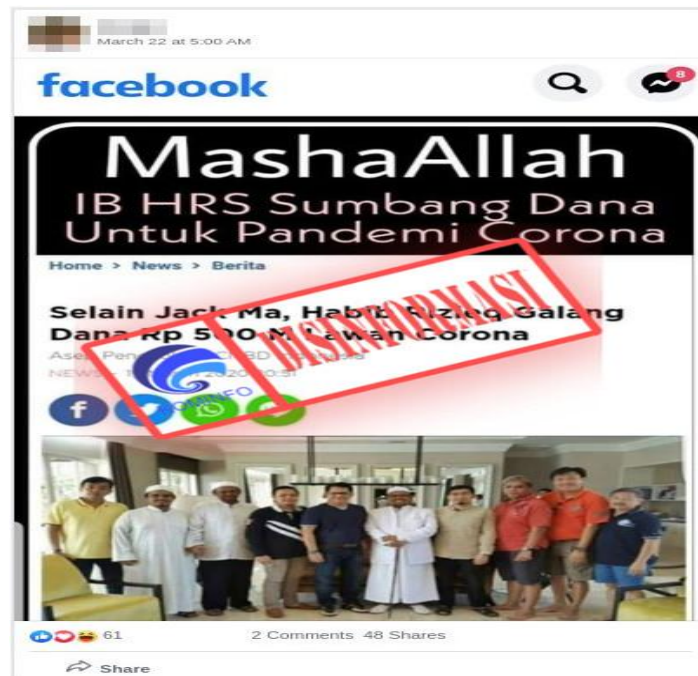 March 22 at 5:00 AM
facebook
8
MashaAllah
IB HRS Sumbang Dana
Untuk Pandemi Corona
Home > News > Berita
Selain Jack Ma, Habib Rizieq Galang
Dana Rp 500 M Lawan Corona
DISINFORMASI
KOMINFO
61
2 Comments 48 Shares
Share